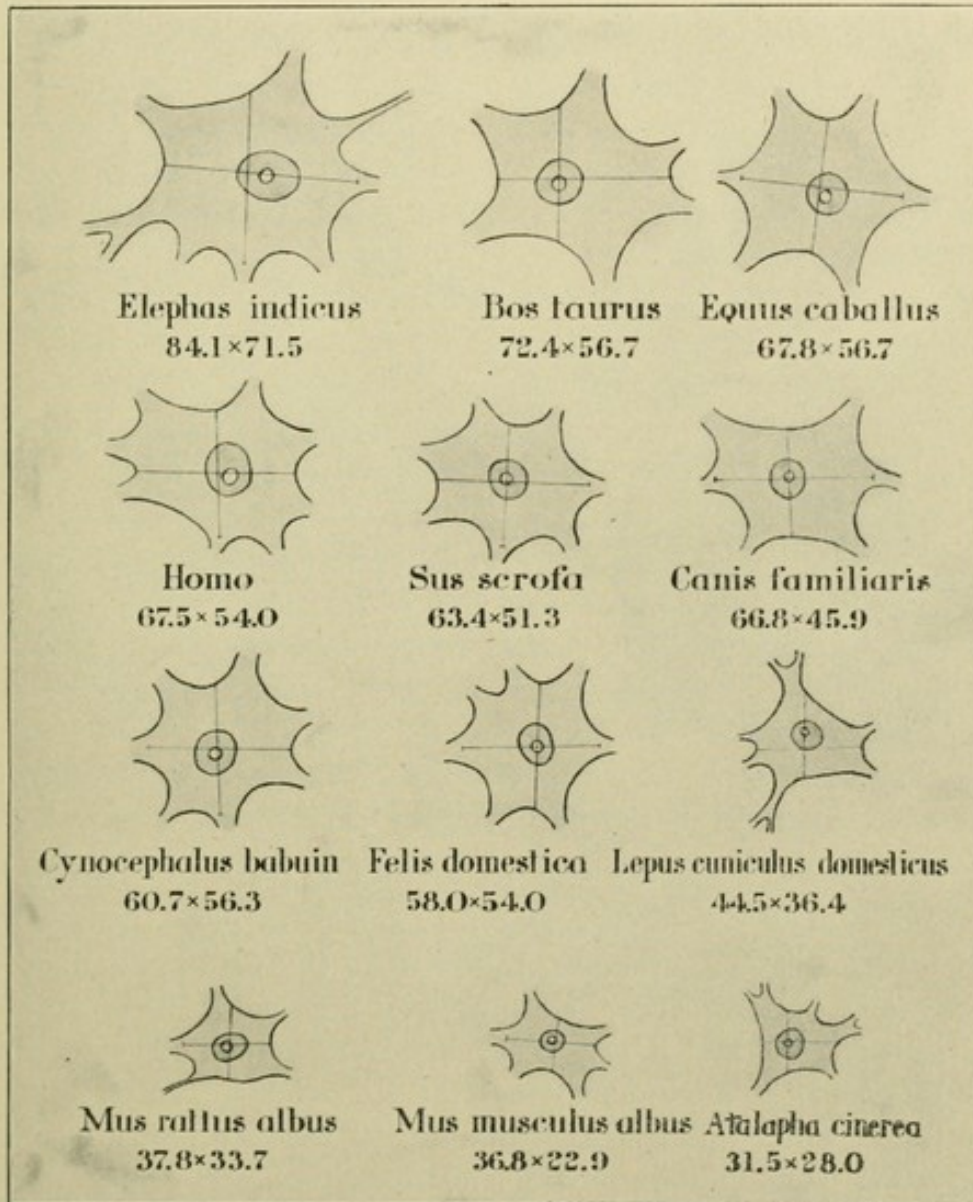 Elephas indicus Bos taurus Equus caballus
84.1×71.5 72.4×56.7 67.8×56.7
Homo Sus scrofa Canis familiaris
67.5×54.0 63.4×51.3 66.8×45.9
Cynocephalus babuin Felis domestica Lepus cuniculus domesticus
60.7×56.3 58.0×54.0 44.5×36.4
Mus rattus albus Mus musculus albus Atalapha cinerea
37.8×33.7 36.8×22.9 31.5×28.0